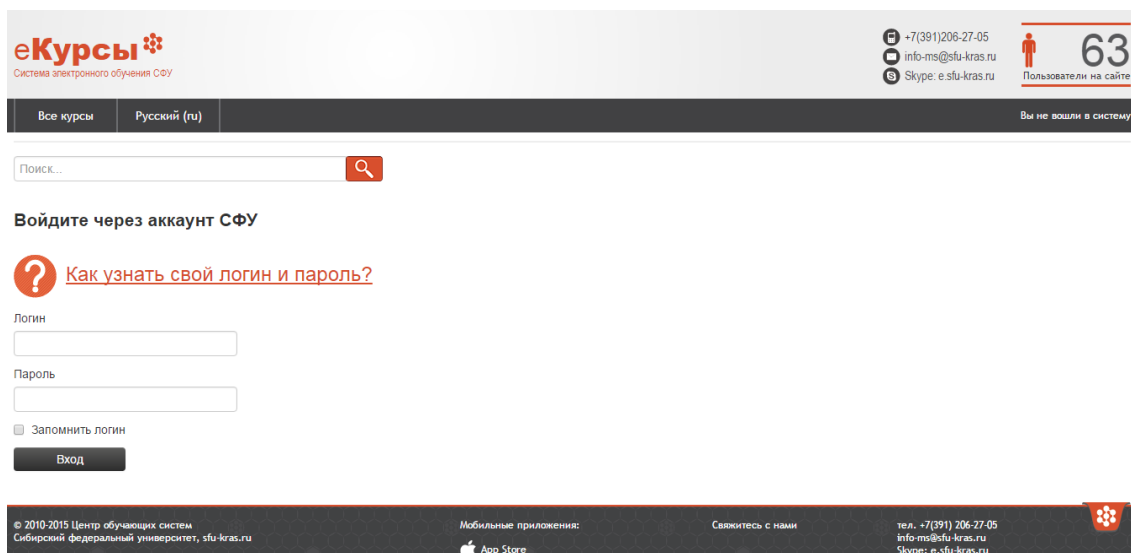 еКурсы
Система электронного обучения СФУ
+7(391)206-27-05
info-ms@sfu-kras.ru
Skype: e.sfu-kras.ru
63
Пользователи на сайте
Все курсы
Русский (ru)
Вы не вошли в систему
Поиск...
Войдите через аккаунт СФУ
Как узнать свой логин и пароль?
Логин
Пароль
Запомнить логин
Вход
© 2010-2015 Центр обучающих систем
Сибирский федеральный университет, sfu-kras.ru
Мобильные приложения:
App Store
Свяжитесь с нами
тел. +7(391) 206-27-05
info-ms@sfu-kras.ru
Skype: e.sfu-kras.ru